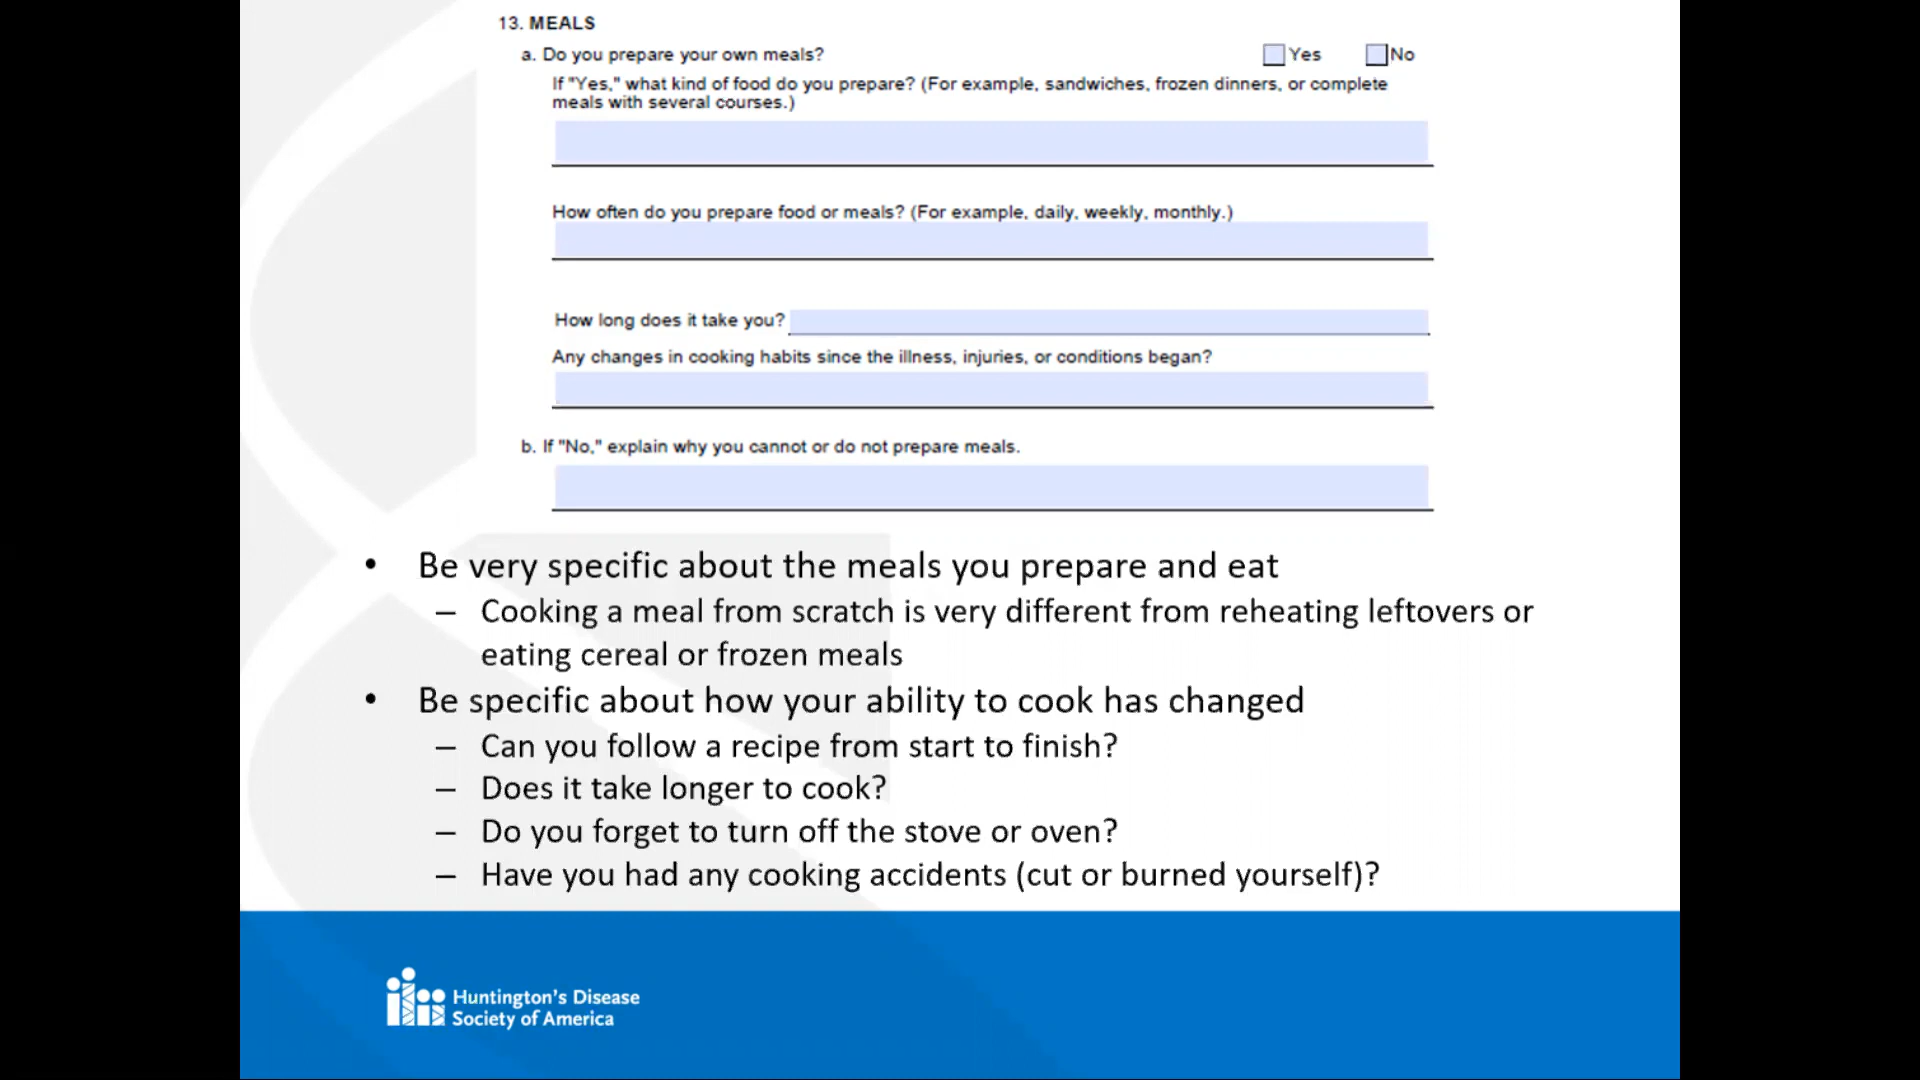 13. MEALS
a. Do you prepare your own meals? Yes No
If "Yes," what kind of food do you prepare? (For example, sandwiches, frozen dinners, or complete
meals with several courses.)
How often do you prepare food or meals? (For example, daily, weekly, monthly.)
How long does it take you?
Any changes in cooking habits since the illness, injuries, or conditions began?
b. If "No," explain why you cannot or do not prepare meals.
• Be very specific about the meals you prepare and eat
– Cooking a meal from scratch is very different from reheating leftovers or
eating cereal or frozen meals
• Be specific about how your ability to cook has changed
– Can you follow a recipe from start to finish?
– Does it take longer to cook?
– Do you forget to turn off the stove or oven?
– Have you had any cooking accidents (cut or burned yourself)?
Huntington's Disease
Society of America